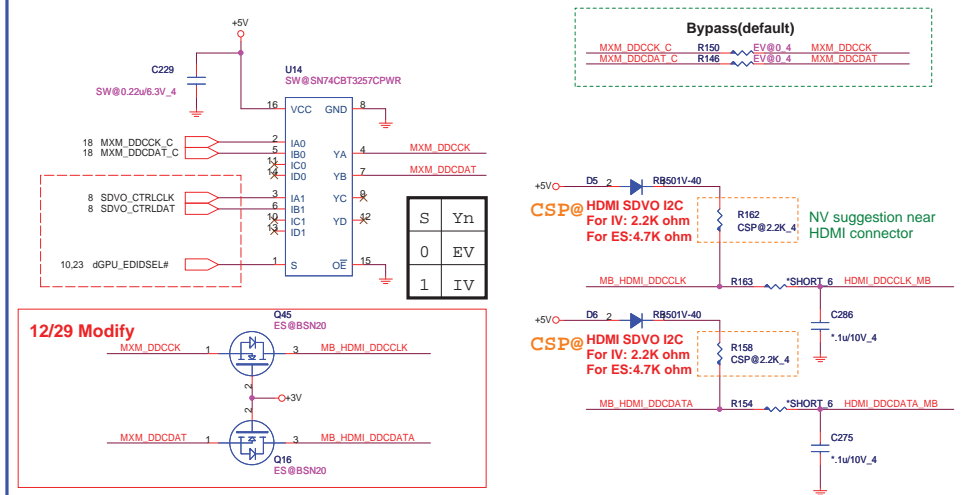 +5V
C229
SW@0.22u/6.3V_4
U14
SW@SN74CBT3257CPWR
16 VCC GND 8
18 MXM_DDCCK_C 2 IA0 YA 4 MXM_DDCCK
18 MXM_DDCDAT_C 5 IB0
11 IC0
14 ID0 YB 7 MXM_DDCDAT
8 SDVO_CTRLCLK 3 IA1 YC 9
8 SDVO_CTRLDAT 6 IB1
10 IC1 YD 12
13 ID1
10,23 dGPU_EDIDSEL# 1 S OE 15
S Yn
0 EV
1 IV
12/29 Modify
Q45
ES@BSN20
MXM_DDCCK 1 3 MB_HDMI_DDCCLK
2
+3V
2
MXM_DDCDAT 1 3 MB_HDMI_DDCDATA
Q16
ES@BSN20
Bypass(default)
MXM_DDCCK_C R150 EV@0_4 MXM_DDCCK
MXM_DDCDAT_C R146 EV@0_4 MXM_DDCDAT
+5V D5 2 1 RB501V-40
CSP@ HDMI SDVO I2C
For IV: 2.2K ohm
For ES:4.7K ohm
R162
CSP@2.2K_4
NV suggestion near
HDMI connector
MB_HDMI_DDCCLK R163 *SHORT_6 HDMI_DDCCLK_MB
C286
*.1u/10V_4
+5V D6 2 1 RB501V-40
CSP@ HDMI SDVO I2C
For IV: 2.2K ohm
For ES:4.7K ohm
R158
CSP@2.2K_4
MB_HDMI_DDCDATA R154 *SHORT_6 HDMI_DDCDATA_MB
C275
*.1u/10V_4